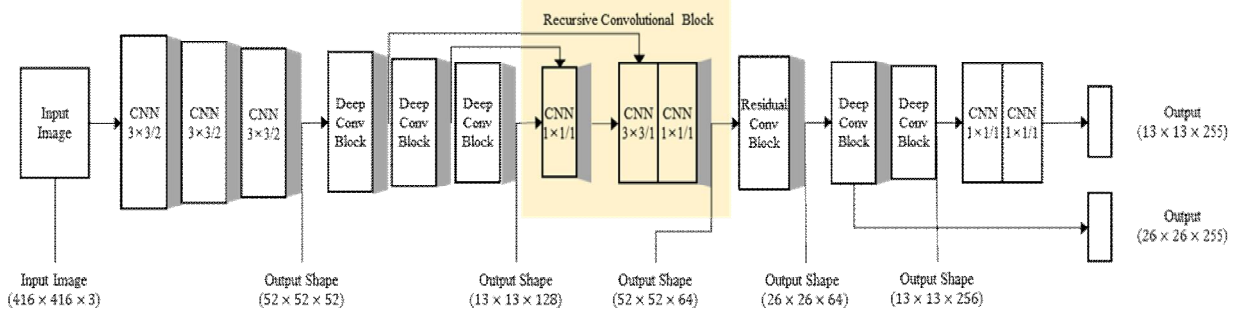 Recursive Convolutional Block
Input
Image
CNN
3×3/2
CNN
3×3/2
CNN
3×3/2
Deep
Conv
Block
Deep
Conv
Block
Deep
Conv
Block
CNN
1×1/1
CNN
3×3/1
CNN
1×1/1
Residual
Conv
Block
Deep
Conv
Block
Deep
Conv
Block
CNN
1×1/1
CNN
1×1/1
Output
(13 × 13 × 255)
Output
(26 × 26 × 255)
Input Image
(416 × 416 × 3)
Output Shape
(52 × 52 × 52)
Output Shape
(13 × 13 × 128)
Output Shape
(52 × 52 × 64)
Output Shape
(26 × 26 × 64)
Output Shape
(13 × 13 × 256)